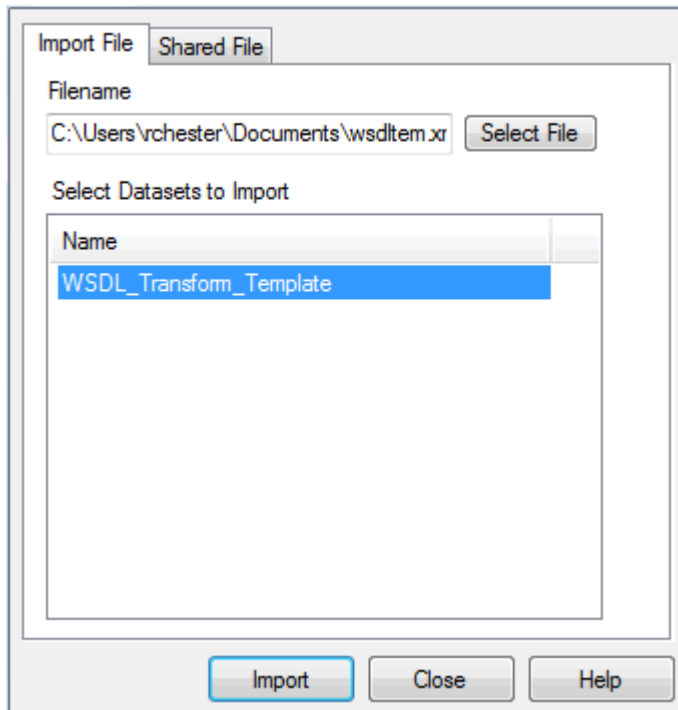 Import File
Shared File
Filename
C:\Users\rchester\Documents\wsdltem.xr
Select File
Select Datasets to Import
Name
WSDL_Transform_Template
Import
Close
Help